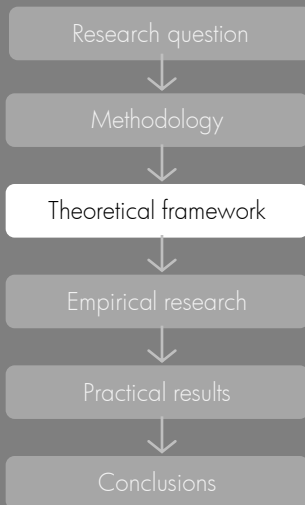 Research question
Methodology
Theoretical framework
Empirical research
Practical results
Conclusions